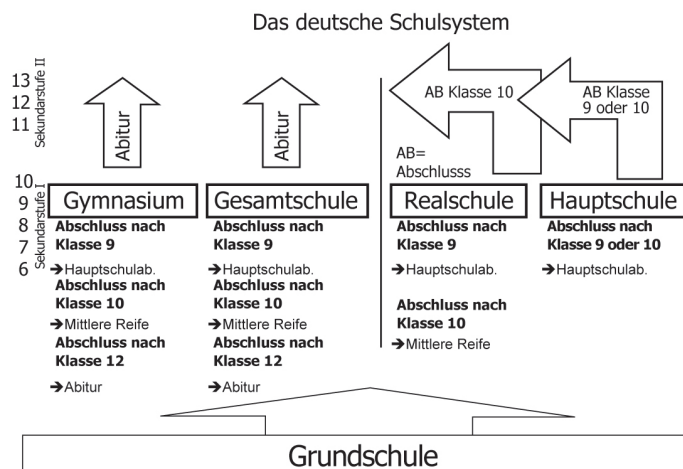 Das deutsche Schulsystem
13
12
11
Sekundarstufe II
Abitur
Abitur
AB Klasse 10
AB Klasse
9 oder 10
AB=
Abschlusss
10
9
8
7
6
Sekundarstufe I
Gymnasium
Abschluss nach
Klasse 9
➔Hauptschulab.
Abschluss nach
Klasse 10
➔Mittlere Reife
Abschluss nach
Klasse 12
➔Abitur
Gesamtschule
Abschluss nach
Klasse 9
➔Hauptschulab.
Abschluss nach
Klasse 10
➔Mittlere Reife
Abschluss nach
Klasse 12
➔Abitur
Realschule
Abschluss nach
Klasse 9
➔Hauptschulab.
Abschluss nach
Klasse 10
➔Mittlere Reife
Hauptschule
Abschluss nach
Klasse 9 oder 10
➔Hauptschulab.
Grundschule